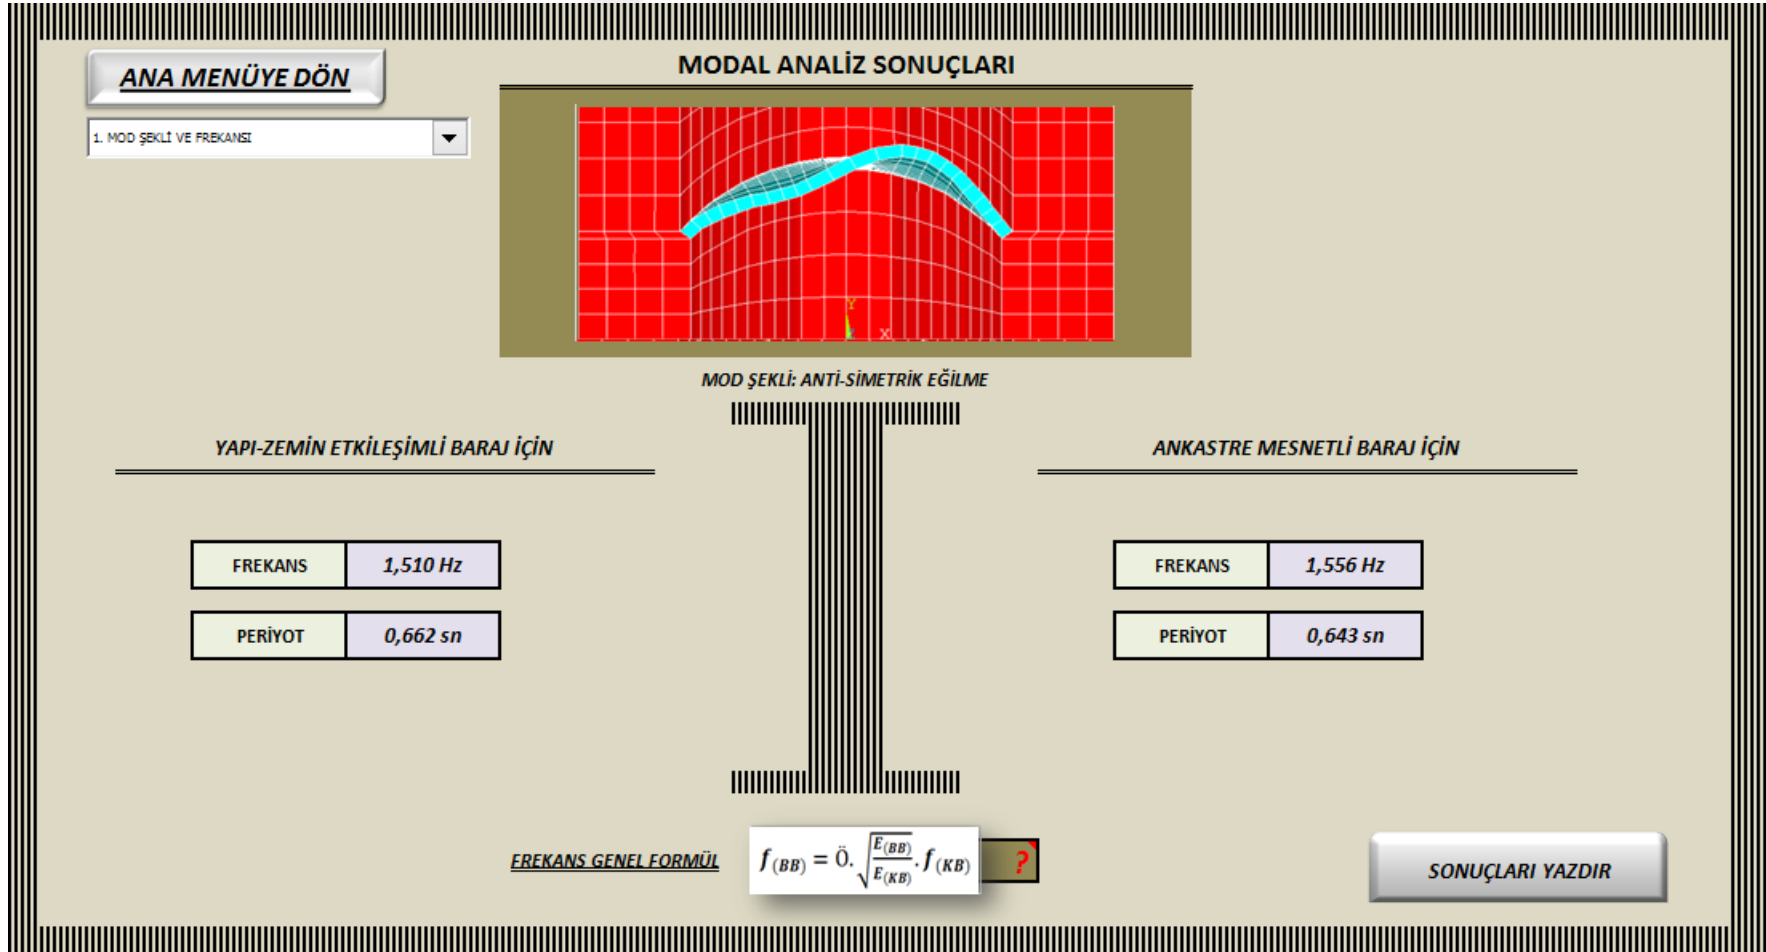 MODAL ANALİZ SONUÇLARI
ANA MENÜYE DÖN
1. MOD ŞEKLİ VE FREKANSI
Y
X
MOD ŞEKLİ: ANTİ-SİMETRİK EĞİLME
YAPI-ZEMİN ETKİLEŞİMLİ BARAJ İÇİN
FREKANS 1,510 Hz
PERİYOT 0,662 sn
ANKASTRE MESNETLİ BARAJ İÇİN
FREKANS 1,556 Hz
PERİYOT 0,643 sn
FREKANS GENEL FORMÜL
f(BB) = Ö. √E(BB)/E(KB) . f(KB)
?
SONUÇLARI YAZDIR